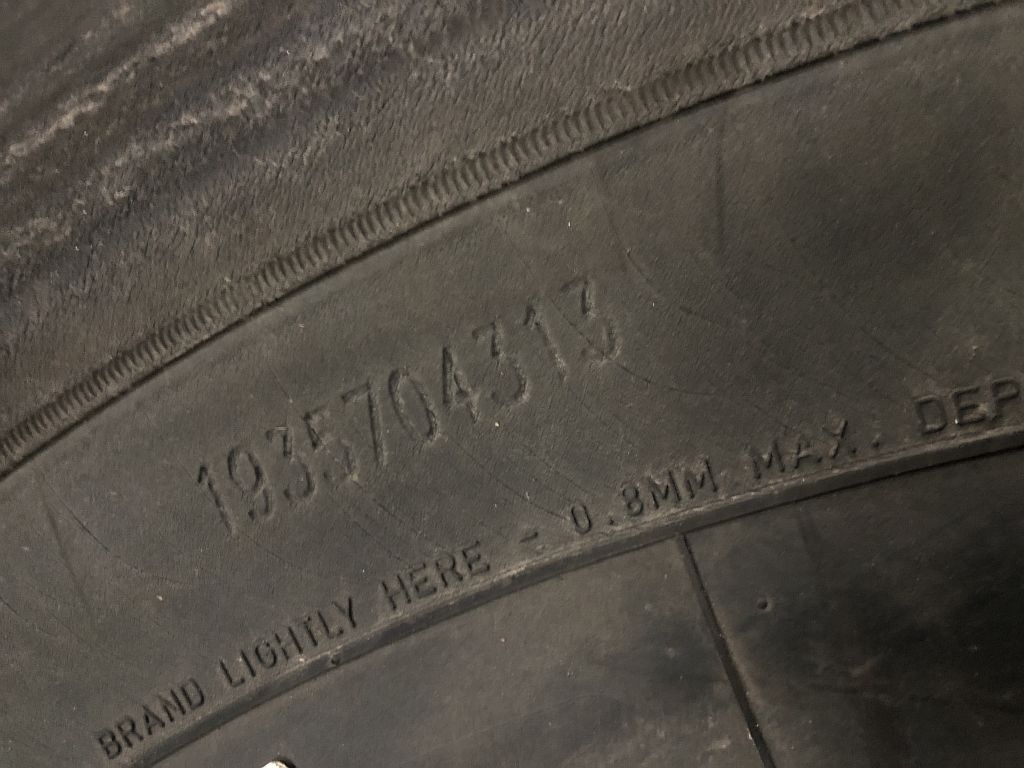 1935704313
BRAND LIGHTLY HERE - 0.8MM MAX. DEP